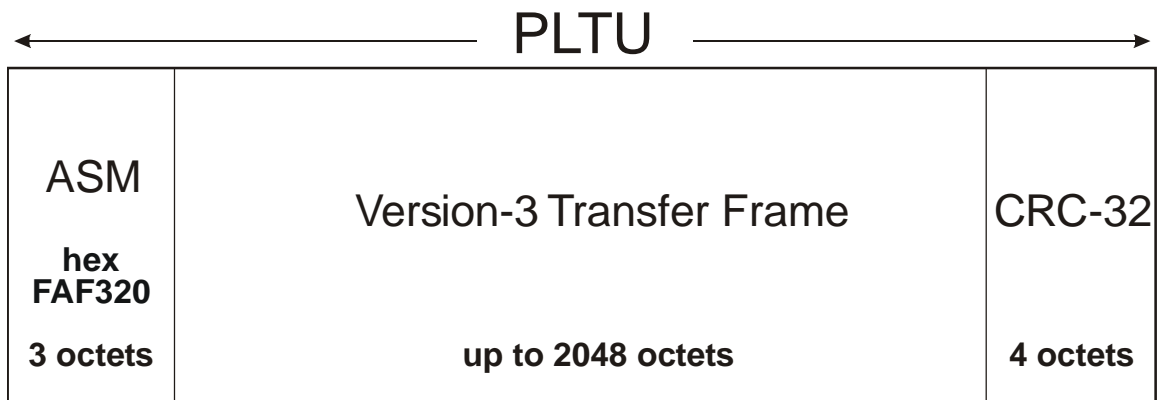 PLTU
ASM
hex
FAF320
3 octets
Version-3 Transfer Frame
up to 2048 octets
CRC-32
4 octets